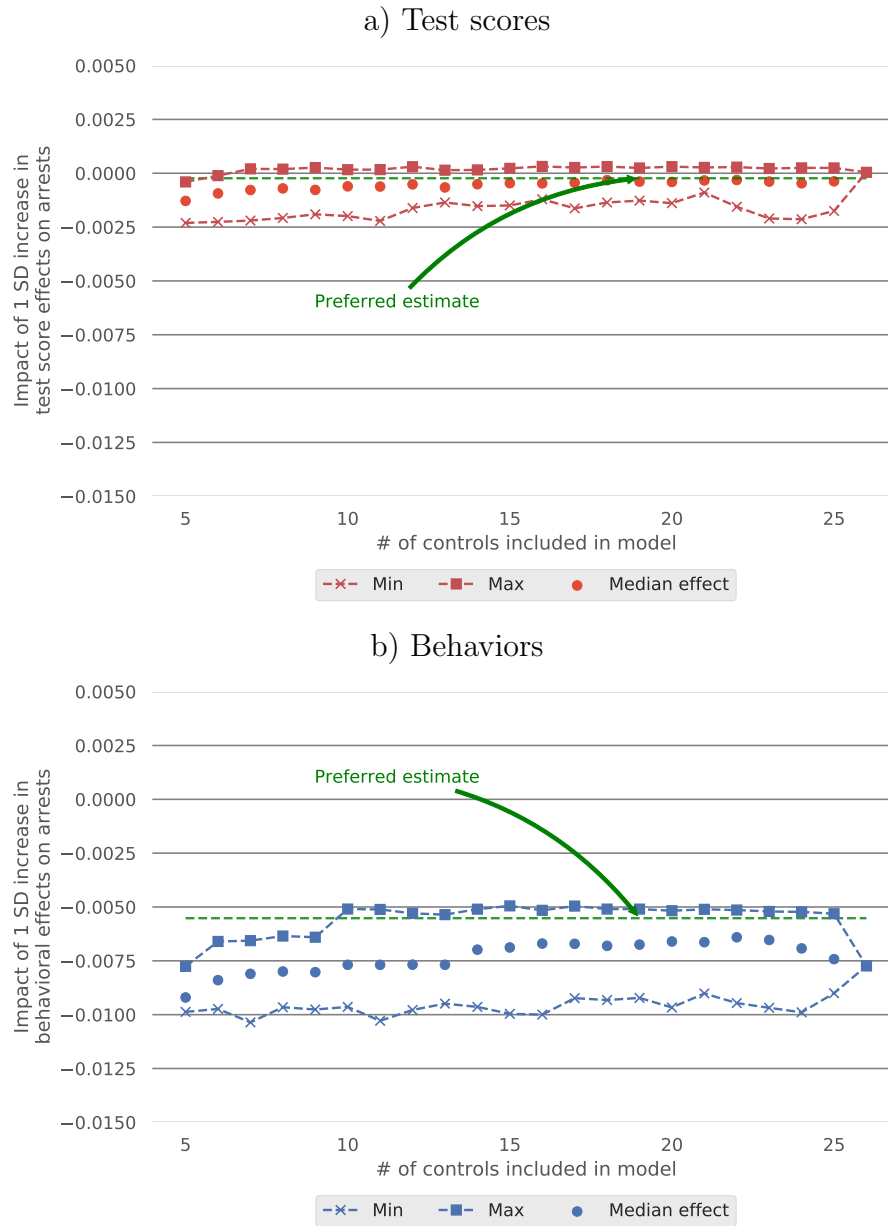 a) Test scores
0.0050
0.0025
0.0000
−0.0025
−0.0050
−0.0075
−0.0100
−0.0125
−0.0150
Impact of 1 SD increase in
test score effects on arrests
Preferred estimate
5 10 15 20 25
# of controls included in model
Min Max Median effect
b) Behaviors
0.0050
0.0025
0.0000
−0.0025
−0.0050
−0.0075
−0.0100
−0.0125
−0.0150
Impact of 1 SD increase in
behavioral effects on arrests
Preferred estimate
5 10 15 20 25
# of controls included in model
Min Max Median effect